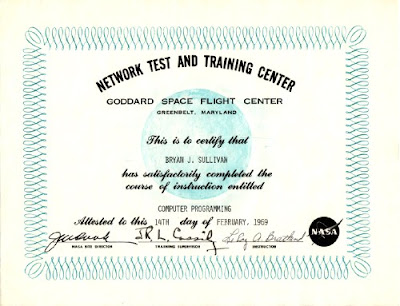 NETWORK TEST AND TRAINING CENTER
GODDARD SPACE FLIGHT CENTER
GREENBELT, MARYLAND
This is to certify that
BRYAN J. SULLIVAN
has satisfactorily completed the
course of instruction entitled
COMPUTER PROGRAMMING
Attested to this 14TH day of FEBRUARY, 1969
NASA
J R L. Cassidy
NASA SITE DIRECTOR TRAINING SUPERVISOR INSTRUCTOR